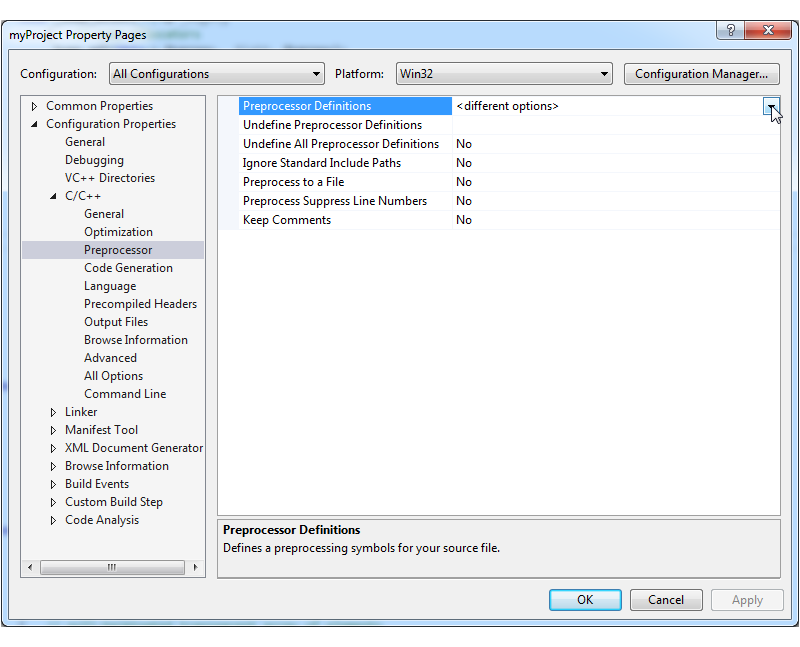 myProject Property Pages
?
Configuration: All Configurations Platform: Win32 Configuration Manager...
Common Properties
Configuration Properties
General
Debugging
VC++ Directories
C/C++
General
Optimization
Preprocessor
Code Generation
Language
Precompiled Headers
Output Files
Browse Information
Advanced
All Options
Command Line
Linker
Manifest Tool
XML Document Generator
Browse Information
Build Events
Custom Build Step
Code Analysis
Preprocessor Definitions <different options>
Undefine Preprocessor Definitions
Undefine All Preprocessor Definitions No
Ignore Standard Include Paths No
Preprocess to a File No
Preprocess Suppress Line Numbers No
Keep Comments No
Preprocessor Definitions
Defines a preprocessing symbols for your source file.
OK Cancel Apply